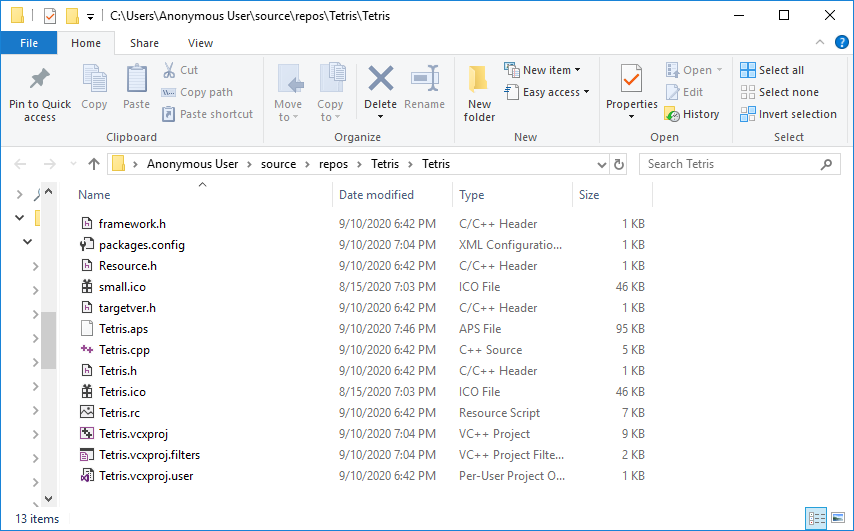 C:\Users\Anonymous User\source\repos\Tetris\Tetris
File Home Share View
Pin to Quick access
Copy
Paste
Cut
Copy path
Paste shortcut
Clipboard
Move to
Copy to
Delete
Rename
Organize
New folder
New item
Easy access
New
Properties
Open
Edit
History
Open
Select all
Select none
Invert selection
Select
Anonymous User source repos Tetris Tetris
Search Tetris
Name Date modified Type Size
framework.h 9/10/2020 6:42 PM C/C++ Header 1 KB
packages.config 9/10/2020 7:04 PM XML Configuratio... 1 KB
Resource.h 9/10/2020 6:42 PM C/C++ Header 1 KB
small.ico 8/15/2020 7:03 PM ICO File 46 KB
targetver.h 9/10/2020 6:42 PM C/C++ Header 1 KB
Tetris.aps 9/10/2020 7:46 PM APS File 95 KB
Tetris.cpp 9/10/2020 6:42 PM C++ Source 5 KB
Tetris.h 9/10/2020 6:42 PM C/C++ Header 1 KB
Tetris.ico 8/15/2020 7:03 PM ICO File 46 KB
Tetris.rc 9/10/2020 6:42 PM Resource Script 7 KB
Tetris.vcxproj 9/10/2020 7:04 PM VC++ Project 9 KB
Tetris.vcxproj.filters 9/10/2020 7:04 PM VC++ Project Filte... 2 KB
Tetris.vcxproj.user 9/10/2020 6:42 PM Per-User Project O... 1 KB
13 items